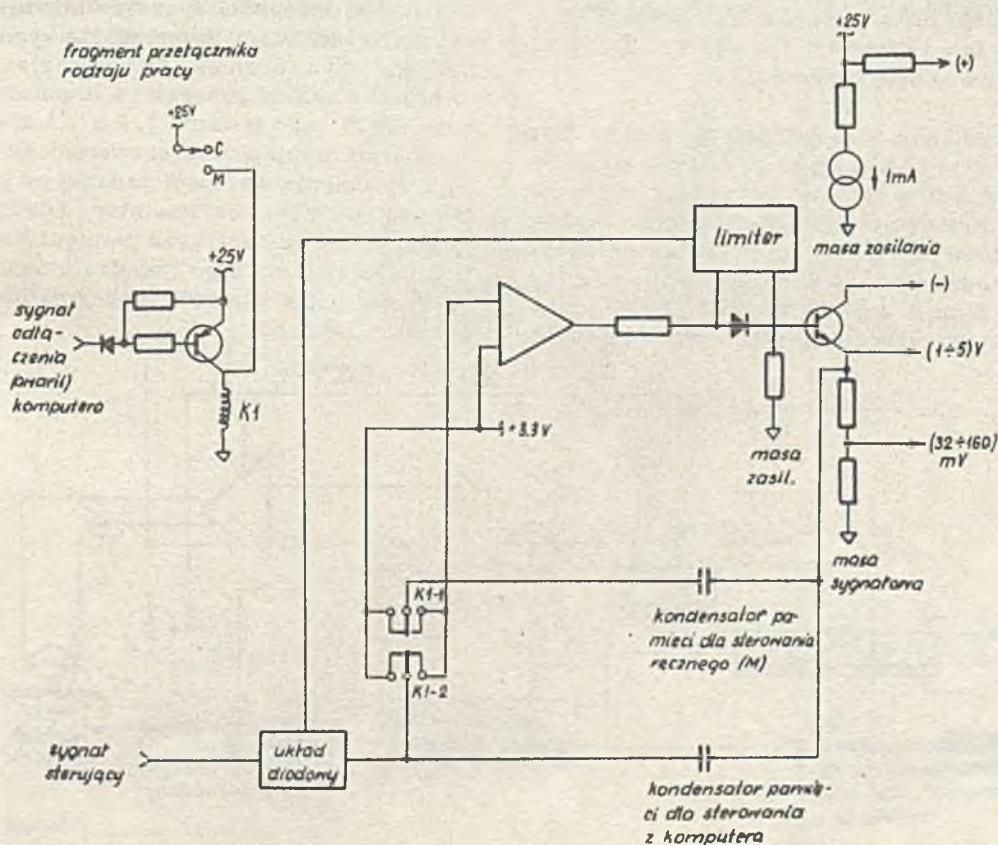 fragment przełącznika
rodzaju pracy
+25V
C
M
+25V
sygnał
odłą-
czenia
(awarii)
komputera
K1
+25V
(+)
1mA
masa zasilania
limiter
(-)
(1÷5)V
(32÷160)
mV
masa
zasil.
masa
sygnałowa
+3.3V
K1-1
K1-2
kondensator pa-
mięci dla sterowania
ręcznego (M)
sygnał
sterujący
układ
diodowy
kondensator pamię-
ci dla sterowania
z komputera